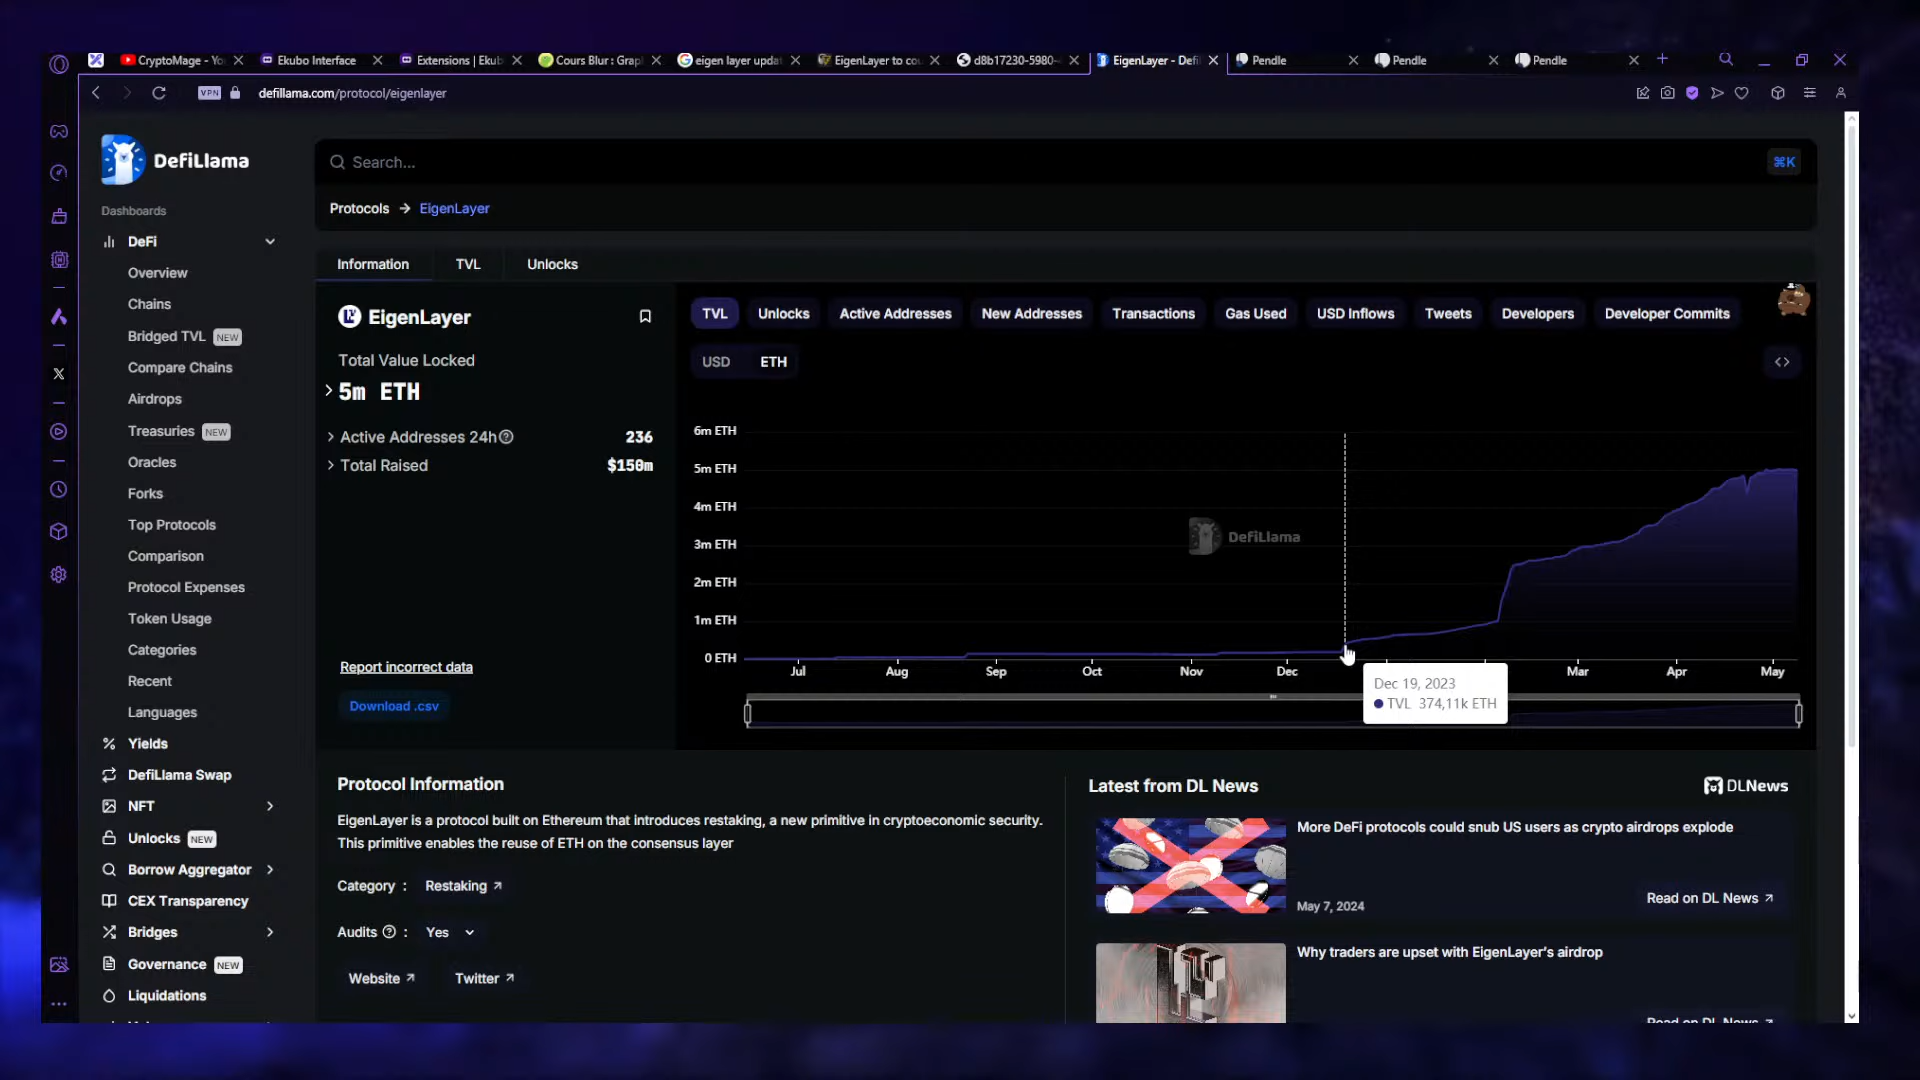 CryptoMage - Yo
Ekubo Interface
Extensions | Ekub
Cours Blur : Grap
eigen layer updat
EigenLayer to cou
d8b17230-5980-
EigenLayer - Defi
Pendle
Pendle
Pendle
VPN
defillama.com/protocol/eigenlayer
DefiLlama
Search...
⌘K
Protocols → EigenLayer
Dashboards
DeFi
Overview
Chains
Bridged TVL NEW
Compare Chains
Airdrops
Treasuries NEW
Oracles
Forks
Top Protocols
Comparison
Protocol Expenses
Token Usage
Categories
Recent
Languages
Yields
DefiLlama Swap
NFT
Unlocks NEW
Borrow Aggregator
CEX Transparency
Bridges
Governance NEW
Liquidations
Information
TVL
Unlocks
EigenLayer
Total Value Locked
5m ETH
Active Addresses 24h 236
Total Raised $150m
Report incorrect data
Download .csv
TVL
Unlocks
Active Addresses
New Addresses
Transactions
Gas Used
USD Inflows
Tweets
Developers
Developer Commits
USD
ETH
6m ETH
5m ETH
4m ETH
3m ETH
2m ETH
1m ETH
0 ETH
DefiLlama
Jul
Aug
Sep
Oct
Nov
Dec
Mar
Apr
May
Dec 19, 2023
TVL 374,11k ETH
Protocol Information
EigenLayer is a protocol built on Ethereum that introduces restaking, a new primitive in cryptoeconomic security.
This primitive enables the reuse of ETH on the consensus layer
Category : Restaking
Audits : Yes
Website
Twitter
Latest from DL News
DLNews
More DeFi protocols could snub US users as crypto airdrops explode
May 7, 2024
Read on DL News
Why traders are upset with EigenLayer's airdrop
Read on DL News